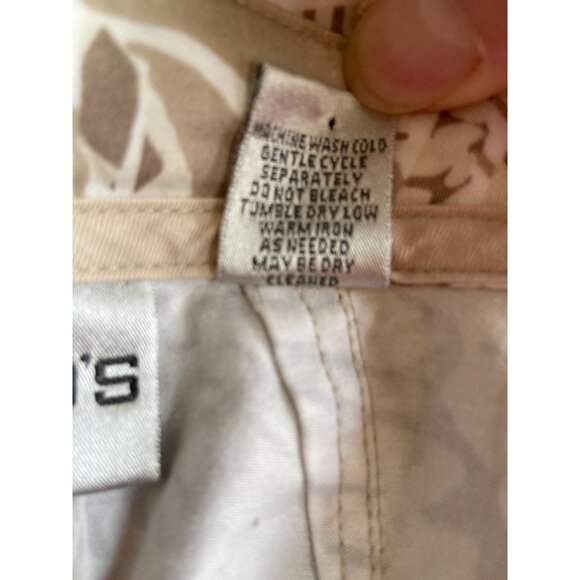 MACHINE WASH COLD
GENTLE CYCLE
SEPARATELY
DO NOT BLEACH
TUMBLE DRY LOW
WARM IRON
AS NEEDED
MAY BE DRY
CLEANED
'S